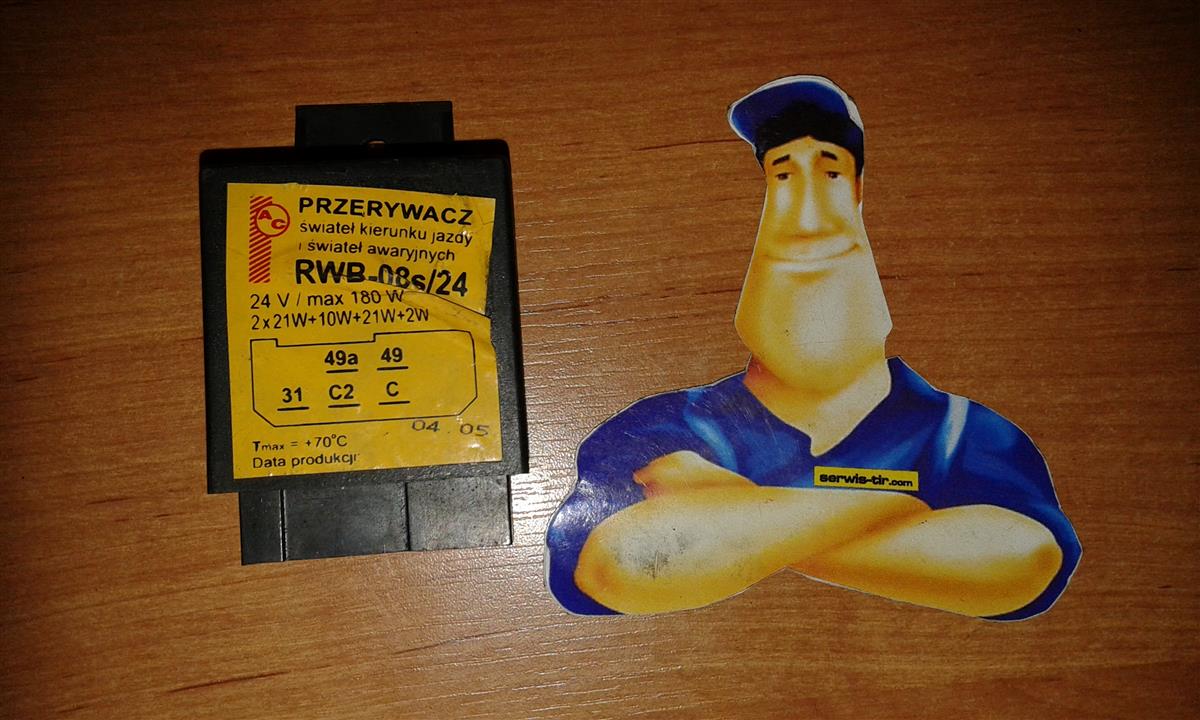 AC
PRZERYWACZ
świateł kierunku jazdy
i świateł awaryjnych
RWB-08s/24
24 V / max 180 W
2x21W+10W+21W+2W
49a 49
31 C2 C
04 05
Tmax = +70°C
Data produkcji:
serwis-tir.com